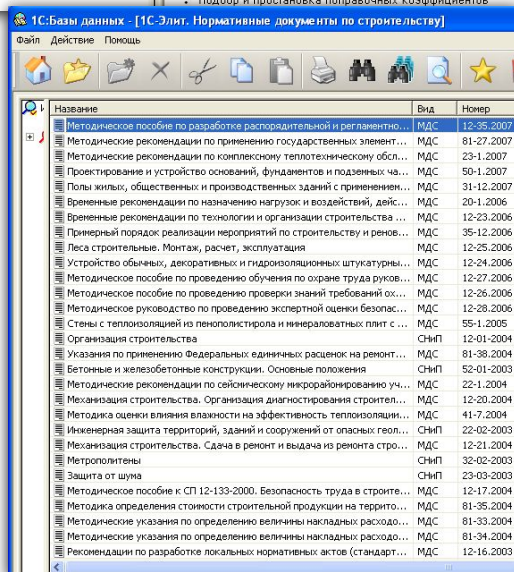 Подбор и простановка поправочных коэффициентов
1С:Базы данных - [1С-Элит. Нормативные документы по строительству]
Файл Действие Помощь
Название Вид Номер
Методическое пособие по разработке распорядительной и регламентно... МДС 12-35.2007
Методические рекомендации по применению государственных элемент... МДС 81-27.2007
Методические рекомендации по комплексному теплотехническому обсл... МДС 23-1.2007
Проектирование и устройство оснований, фундаментов и подземных ча... МДС 50-1.2007
Полы жилых, общественных и производственных зданий с применением... МДС 31-12.2007
Временные рекомендации по назначению нагрузок и воздействий, дейс... МДС 20-1.2006
Временные рекомендации по технологии и организации строительства ... МДС 12-23.2006
Примерный порядок реализации мероприятий по строительству и ренов... МДС 35-12.2006
Леса строительные. Монтаж, расчет, эксплуатация МДС 12-25.2006
Устройство обычных, декоративных и гидроизоляционных штукатурны... МДС 12-24.2006
Методическое пособие по проведению обучения по охране труда руков... МДС 12-27.2006
Методическое пособие по проведению проверки знаний требований ох... МДС 12-26.2006
Методическое руководство по проведению экспертной оценки безопас... МДС 12-28.2006
Стены с теплоизоляцией из пенополистирола и минераловатных плит с ... МДС 55-1.2005
Организация строительства СНиП 12-01-2004
Указания по применению Федеральных единичных расценок на ремонт... МДС 81-38.2004
Бетонные и железобетонные конструкции. Основные положения СНиП 52-01-2003
Методические рекомендации по сейсмическому микрорайонированию уч... МДС 22-1.2004
Механизация строительства. Организация диагностирования строител... МДС 12-20.2004
Методика оценки влияния влажности на эффективность теплоизоляции... МДС 41-7.2004
Инженерная защита территорий, зданий и сооружений от опасных геол... СНиП 22-02-2003
Механизация строительства. Сдача в ремонт и выдача из ремонта стро... МДС 12-21.2004
Метрополитены СНиП 32-02-2003
Защита от шума СНиП 23-03-2003
Методическое пособие к СП 12-133-2000. Безопасность труда в строите... МДС 12-17.2004
Методика определения стоимости строительной продукции на террито... МДС 81-35.2004
Методические указания по определению величины накладных расходо... МДС 81-33.2004
Методические указания по определению величины накладных расходо... МДС 81-34.2004
Рекомендации по разработке локальных нормативных актов (стандарт... МДС 12-16.2003